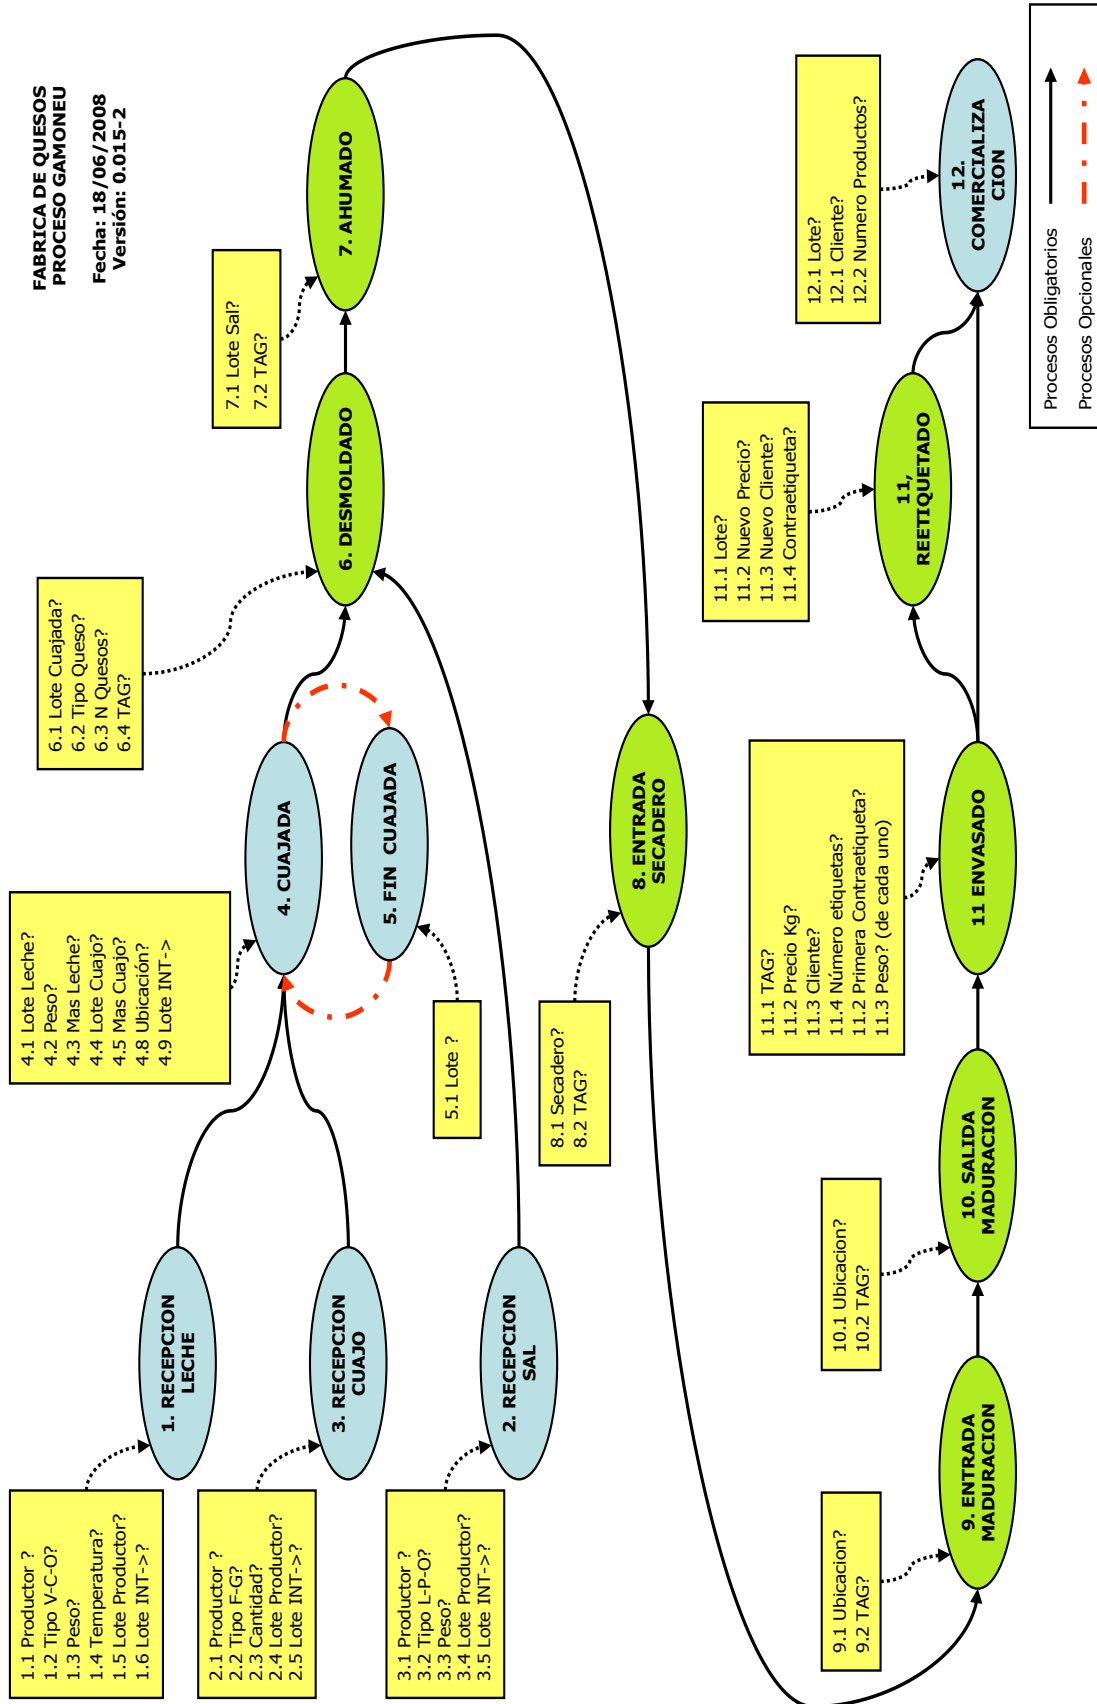 FABRICA DE QUESOS
PROCESO GAMONEU
Fecha: 18/06/2008
Versión: 0.015-2
1.1 Productor ?
1.2 Tipo V-C-O?
1.3 Peso?
1.4 Temperatura?
1.5 Lote Productor?
1.6 Lote INT->?
1. RECEPCION
LECHE
2.1 Productor ?
2.2 Tipo F-G?
2.3 Cantidad?
2.4 Lote Productor?
2.5 Lote INT->?
3. RECEPCION
CUAJO
3.1 Productor ?
3.2 Tipo L-P-O?
3.3 Peso?
3.4 Lote Productor?
3.5 Lote INT->?
2. RECEPCION
SAL
4.1 Lote Leche?
4.2 Peso?
4.3 Mas Leche?
4.4 Lote Cuajo?
4.5 Mas Cuajo?
4.8 Ubicación?
4.9 Lote INT->
4. CUAJADA
5. FIN CUAJADA
5.1 Lote ?
6.1 Lote Cuajada?
6.2 Tipo Queso?
6.3 N Quesos?
6.4 TAG?
6. DESMOLDADO
7.1 Lote Sal?
7.2 TAG?
7. AHUMADO
8.1 Secadero?
8.2 TAG?
8. ENTRADA
SECADERO
9.1 Ubicacion?
9.2 TAG?
9. ENTRADA
MADURACION
10.1 Ubicacion?
10.2 TAG?
10. SALIDA
MADURACION
11.1 TAG?
11.2 Precio Kg?
11.3 Cliente?
11.4 Número etiquetas?
11.2 Primera Contraetiqueta?
11.3 Peso? (de cada uno)
11 ENVASADO
11.1 Lote?
11.2 Nuevo Precio?
11.3 Nuevo Cliente?
11.4 Contraetiqueta?
11,
REETIQUETADO
12.1 Lote?
12.1 Cliente?
12.2 Numero Productos?
12.
COMERCIALIZA
CION
Procesos Obligatorios
Procesos Opcionales